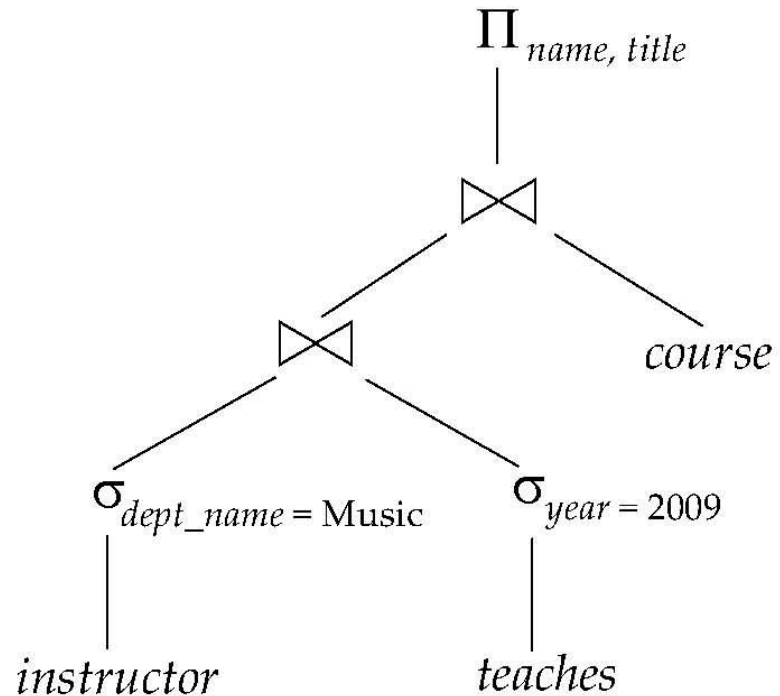 Π name, title
⋈
⋈
course
σ dept_name = Music
σ year = 2009
instructor
teaches